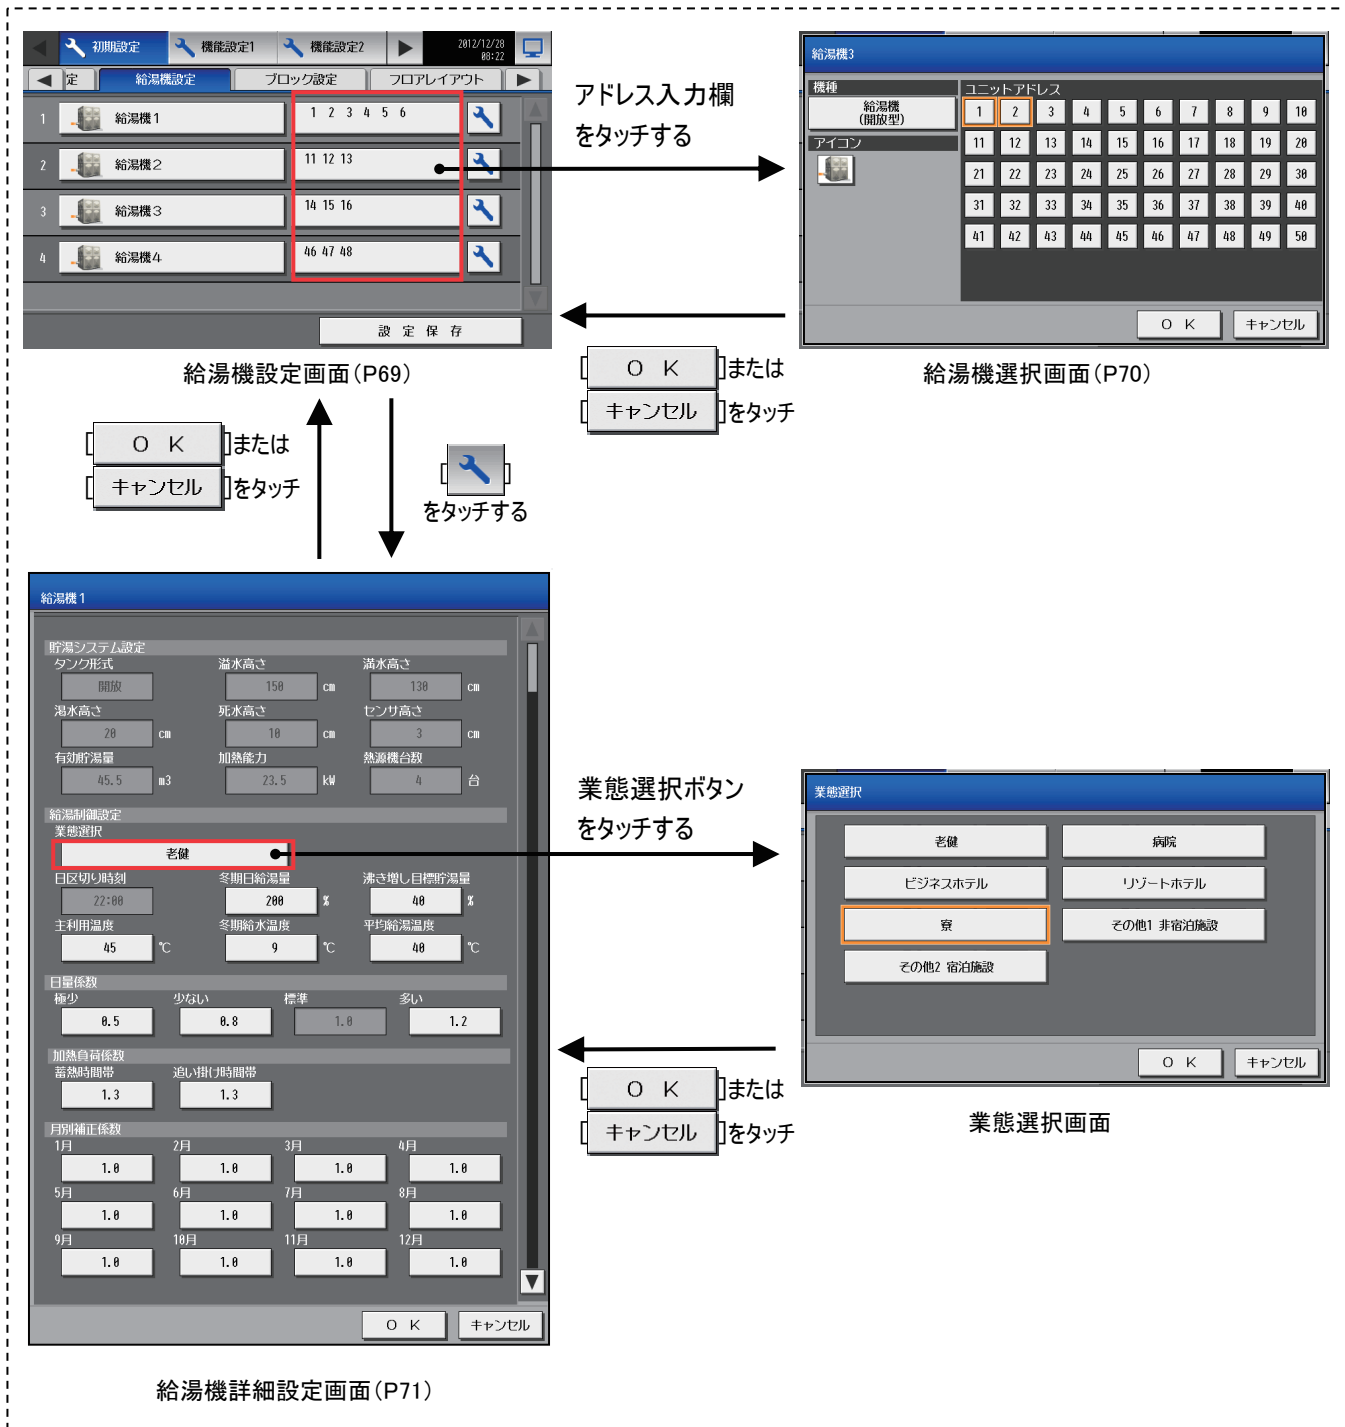 初期設定 機能設定1 機能設定2 2012/12/28 08:22
定 給湯機設定 ブロック設定 フロアレイアウト
1 給湯機1 1 2 3 4 5 6
2 給湯機2 11 12 13
3 給湯機3 14 15 16
4 給湯機4 46 47 48
設 定 保 存
給湯機設定画面(P69)
アドレス入力欄
をタッチする
給湯機3
機種 ユニットアドレス
給湯機
(開放型)
アイコン
1 2 3 4 5 6 7 8 9 10
11 12 13 14 15 16 17 18 19 20
21 22 23 24 25 26 27 28 29 30
31 32 33 34 35 36 37 38 39 40
41 42 43 44 45 46 47 48 49 50
O K キャンセル
給湯機選択画面(P70)
[ O K ]または
[ キャンセル ]をタッチ
[ O K ]または
[ キャンセル ]をタッチ
[ ]
をタッチする
給湯機1
貯湯システム設定
タンク形式 溢水高さ 満水高さ
開放 150 cm 130 cm
渇水高さ 死水高さ センサ高さ
20 cm 10 cm 3 cm
有効貯湯量 加熱能力 熱源機台数
45.5 m3 23.5 kW 4 台
給湯制御設定
業態選択
老健
日区切り時刻 冬期日給湯量 沸き増し目標貯湯量
22:00 200 % 40 %
主利用温度 冬期給水温度 平均給湯温度
45 ℃ 9 ℃ 40 ℃
日量係数
極少 少ない 標準 多い
0.5 0.8 1.0 1.2
加熱負荷係数
蓄熱時間帯 追い掛け時間帯
1.3 1.3
月別補正係数
1月 2月 3月 4月
1.0 1.0 1.0 1.0
5月 6月 7月 8月
1.0 1.0 1.0 1.0
9月 10月 11月 12月
1.0 1.0 1.0 1.0
O K キャンセル
給湯機詳細設定画面(P71)
業態選択ボタン
をタッチする
業態選択
老健 病院
ビジネスホテル リゾートホテル
寮 その他1 非宿泊施設
その他2 宿泊施設
O K キャンセル
業態選択画面
[ O K ]または
[ キャンセル ]をタッチ